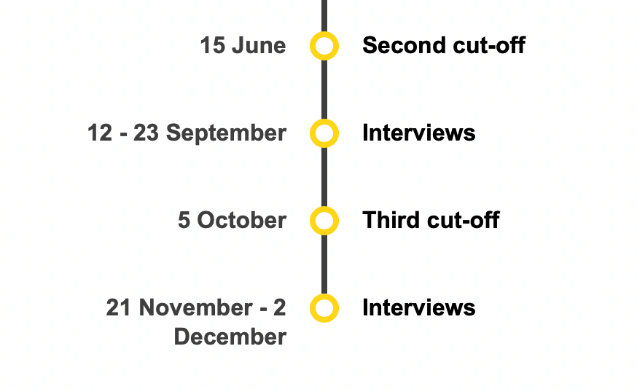 15 June
Second cut-off
12 - 23 September
Interviews
5 October
Third cut-off
21 November - 2
December
Interviews